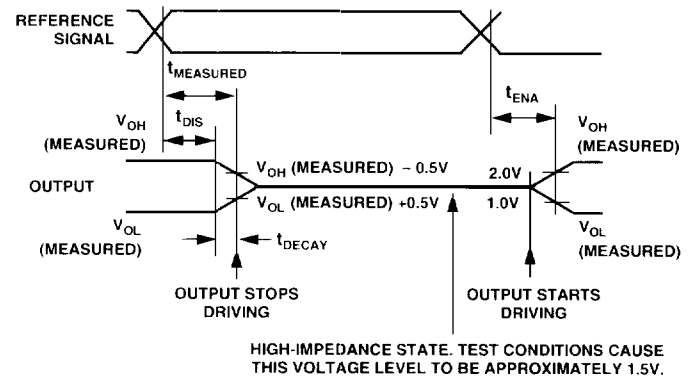 REFERENCE
SIGNAL
tMEASURED
tENA
VOH
(MEASURED)
tDIS
VOH
(MEASURED)
VOH (MEASURED) – 0.5V
2.0V
OUTPUT
VOL (MEASURED) +0.5V
1.0V
VOL
(MEASURED)
VOL
(MEASURED)
tDECAY
OUTPUT STOPS
DRIVING
OUTPUT STARTS
DRIVING
HIGH-IMPEDANCE STATE. TEST CONDITIONS CAUSE
THIS VOLTAGE LEVEL TO BE APPROXIMATELY 1.5V.